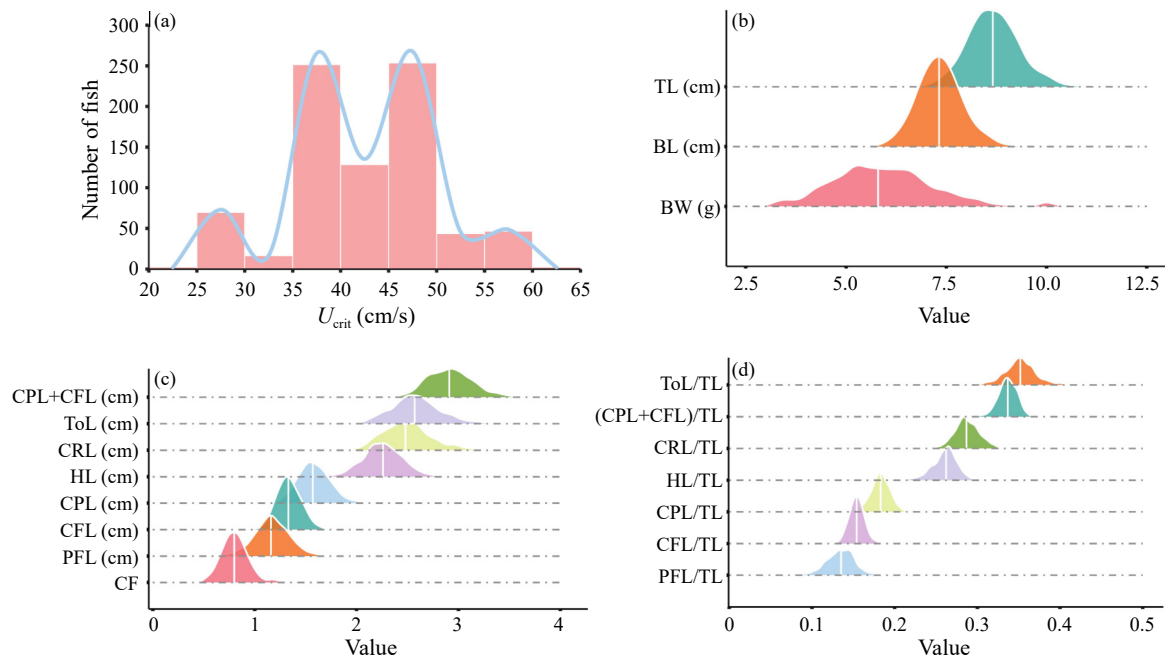 (a)
300
250
200
150
100
50
0
Number of fish
20 25 30 35 40 45 50 55 60 65
Ucrit (cm/s)
(b)
TL (cm)
BL (cm)
BW (g)
2.5 5.0 7.5 10.0 12.5
Value
(c)
CPL+CFL (cm)
ToL (cm)
CRL (cm)
HL (cm)
CPL (cm)
CFL (cm)
PFL (cm)
CF
0 1 2 3 4
Value
(d)
ToL/TL
(CPL+CFL)/TL
CRL/TL
HL/TL
CPL/TL
CFL/TL
PFL/TL
0 0.1 0.2 0.3 0.4 0.5
Value